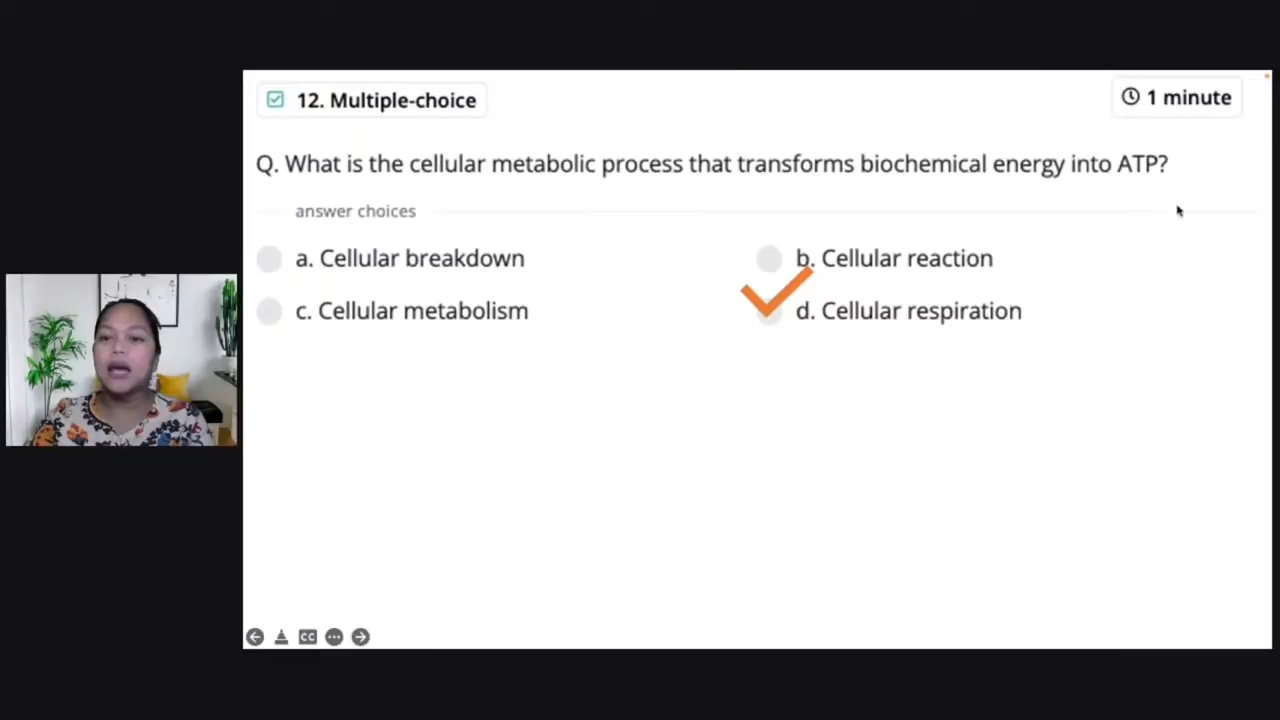 12. Multiple-choice
1 minute
Q. What is the cellular metabolic process that transforms biochemical energy into ATP?
answer choices
a. Cellular breakdown
b. Cellular reaction
c. Cellular metabolism
d. Cellular respiration
CC